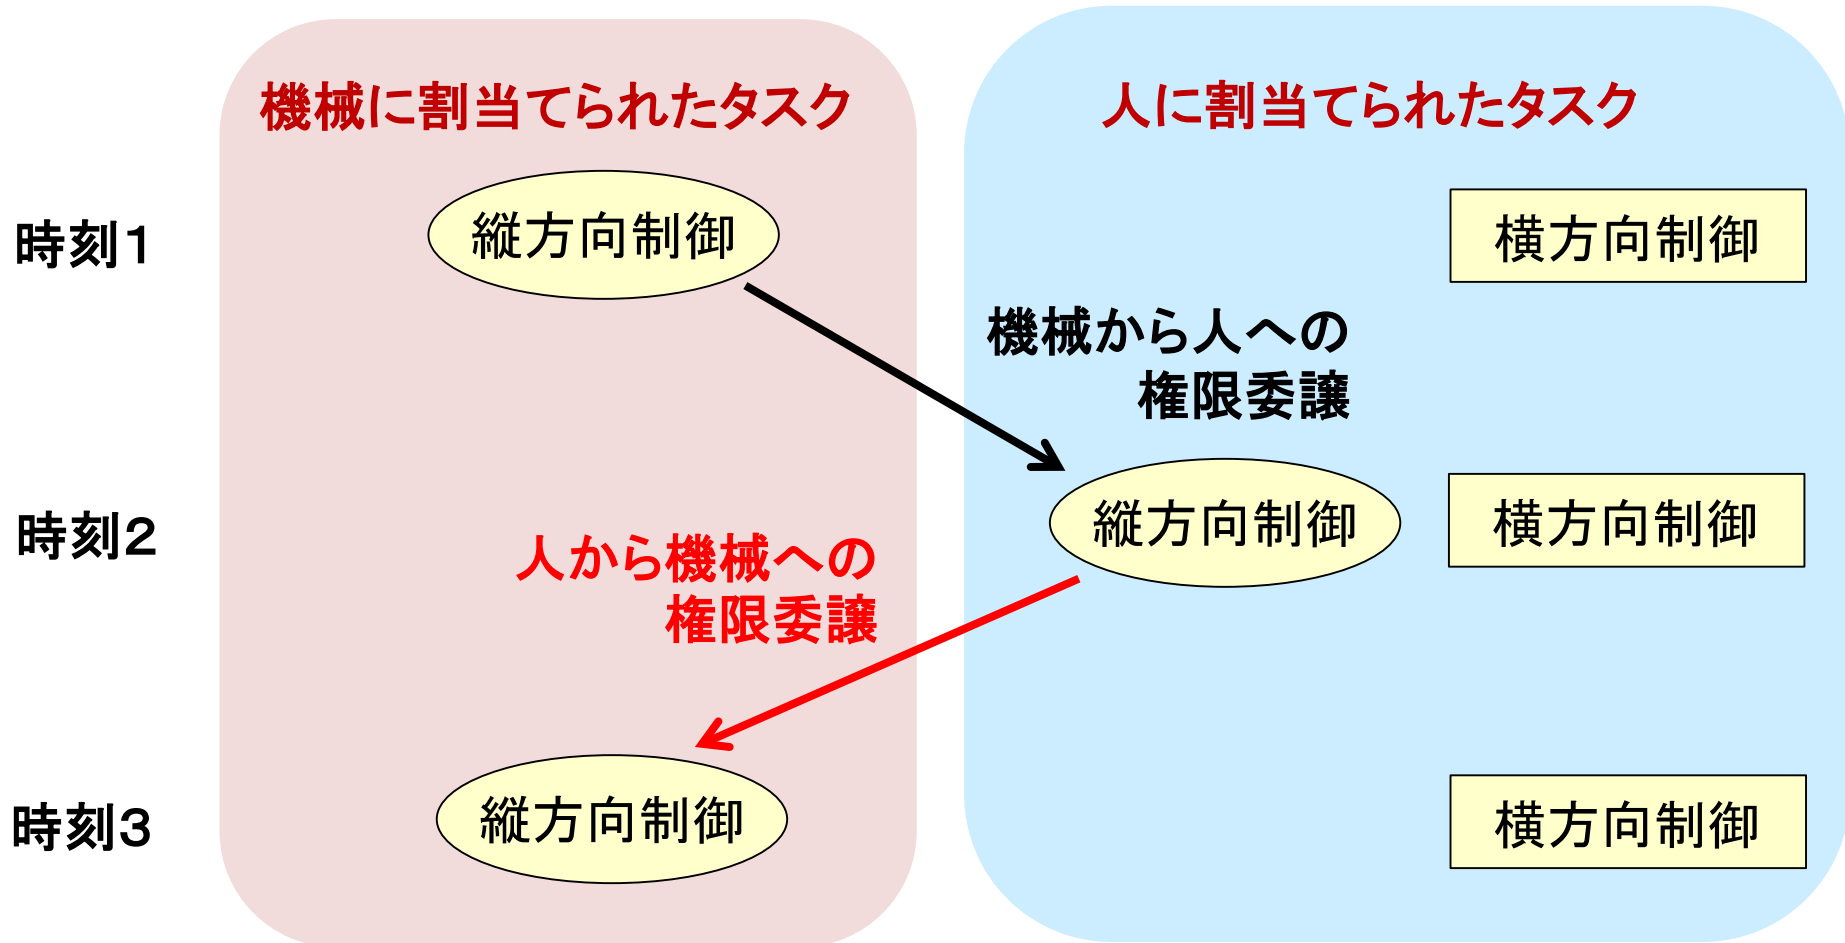 機械に割当てられたタスク
人に割当てられたタスク
時刻1
縦方向制御
横方向制御
機械から人への
権限委譲
時刻2
縦方向制御
横方向制御
人から機械への
権限委譲
時刻3
縦方向制御
横方向制御